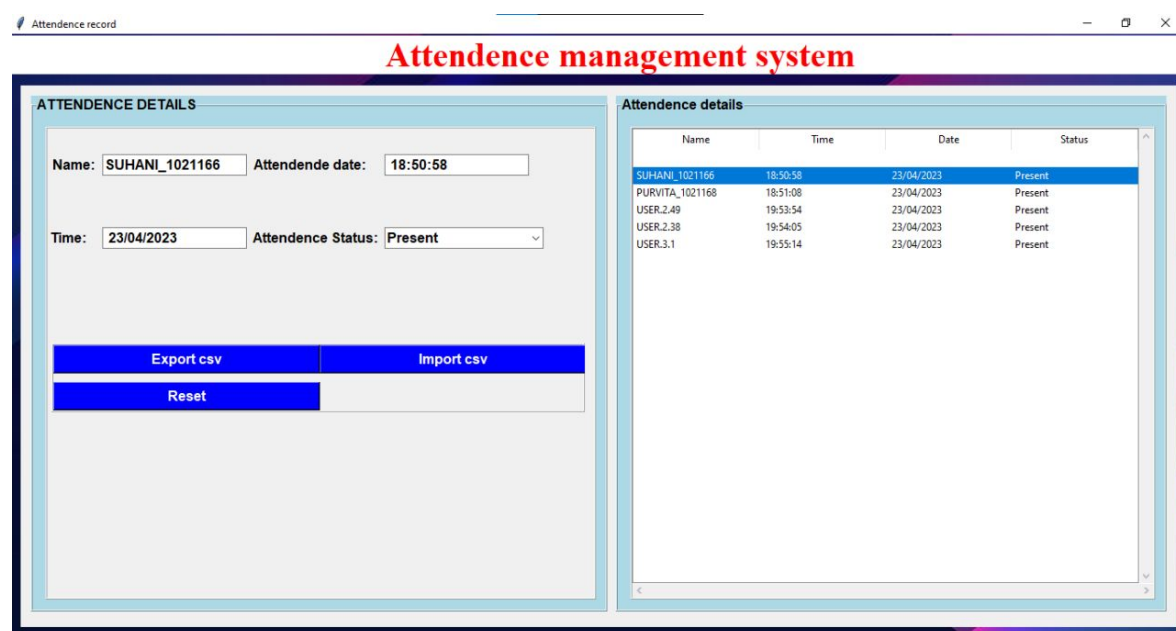 Attendence record
Attendence management system
ATTENDENCE DETAILS
Name: SUHANI_1021166 Attendende date: 18:50:58
Time: 23/04/2023 Attendence Status: Present
Export csv Import csv
Reset
Attendence details
Name Time Date Status
SUHANI_1021166 18:50:58 23/04/2023 Present
PURVITA_1021168 18:51:08 23/04/2023 Present
USER.2.49 19:53:54 23/04/2023 Present
USER.2.38 19:54:05 23/04/2023 Present
USER.3.1 19:55:14 23/04/2023 Present